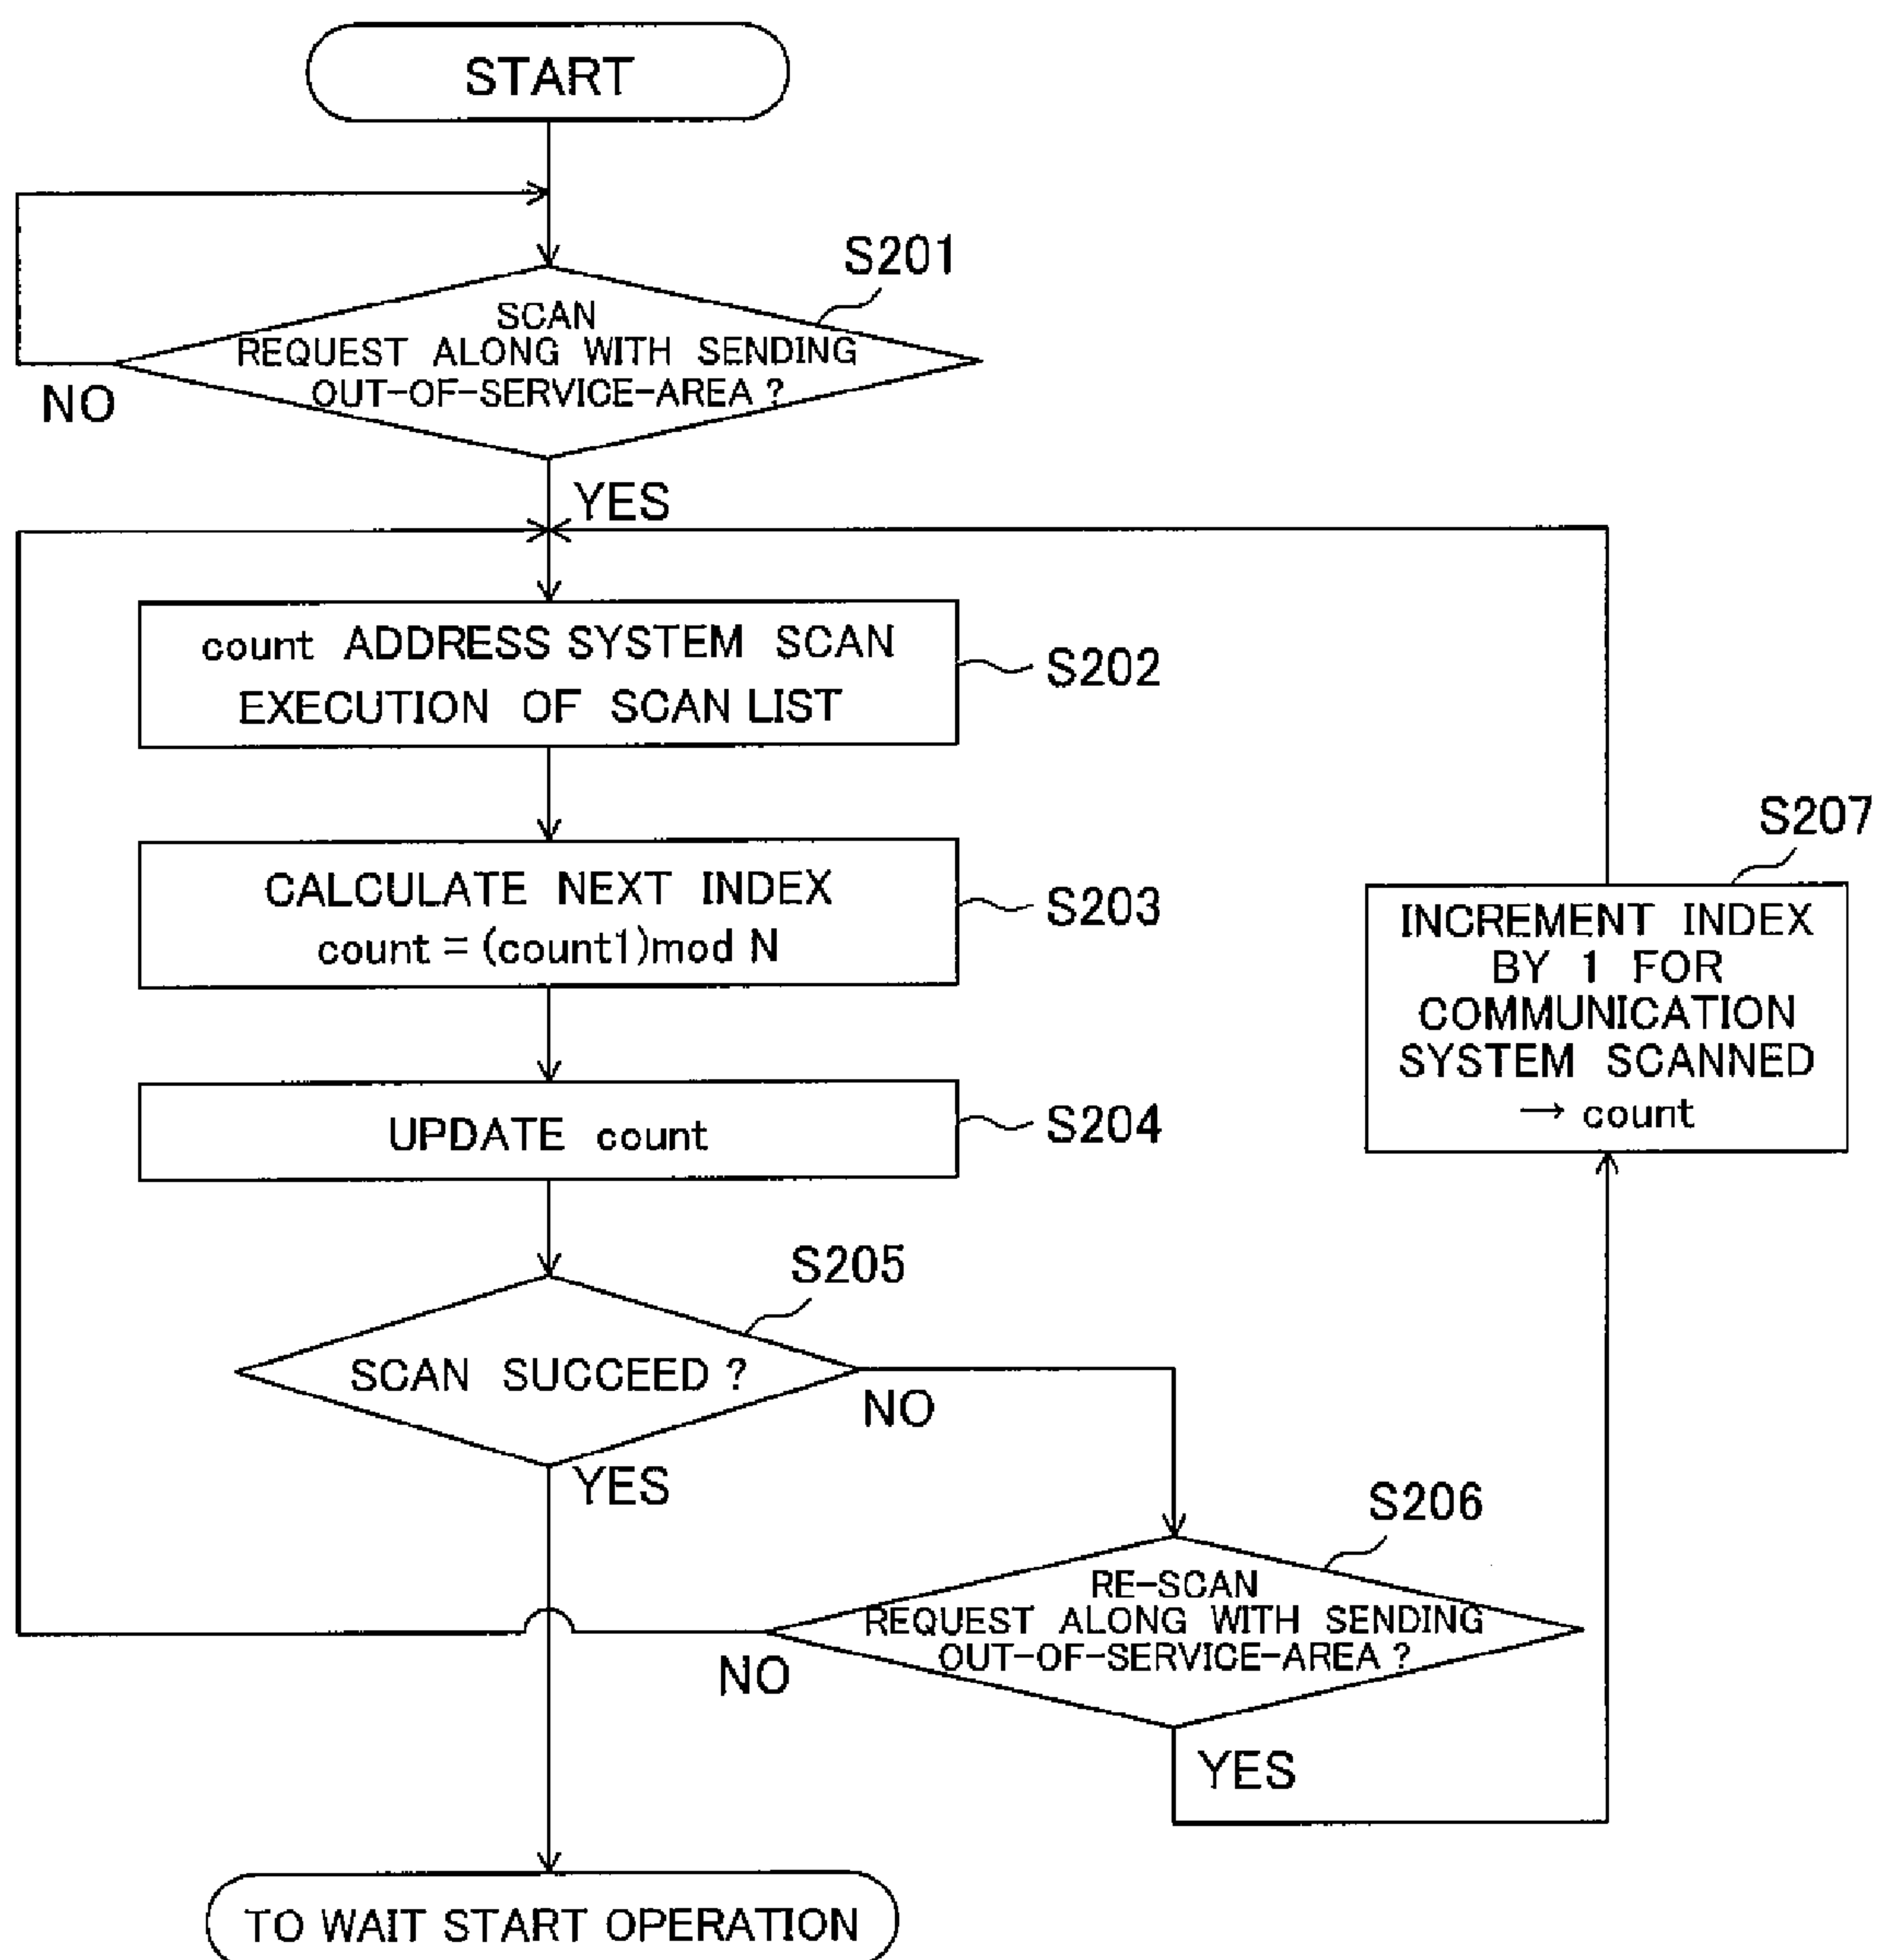 START
S201
SCAN
REQUEST ALONG WITH SENDING
OUT-OF-SERVICE-AREA ?
NO
YES
count ADDRESS SYSTEM SCAN
EXECUTION OF SCAN LIST
S202
CALCULATE NEXT INDEX
count = (count1)mod N
S203
S207
INCREMENT INDEX
BY 1 FOR
COMMUNICATION
SYSTEM SCANNED
→ count
UPDATE count
S204
S205
SCAN SUCCEED ?
NO
YES
S206
RE-SCAN
REQUEST ALONG WITH SENDING
OUT-OF-SERVICE-AREA ?
NO
YES
TO WAIT START OPERATION